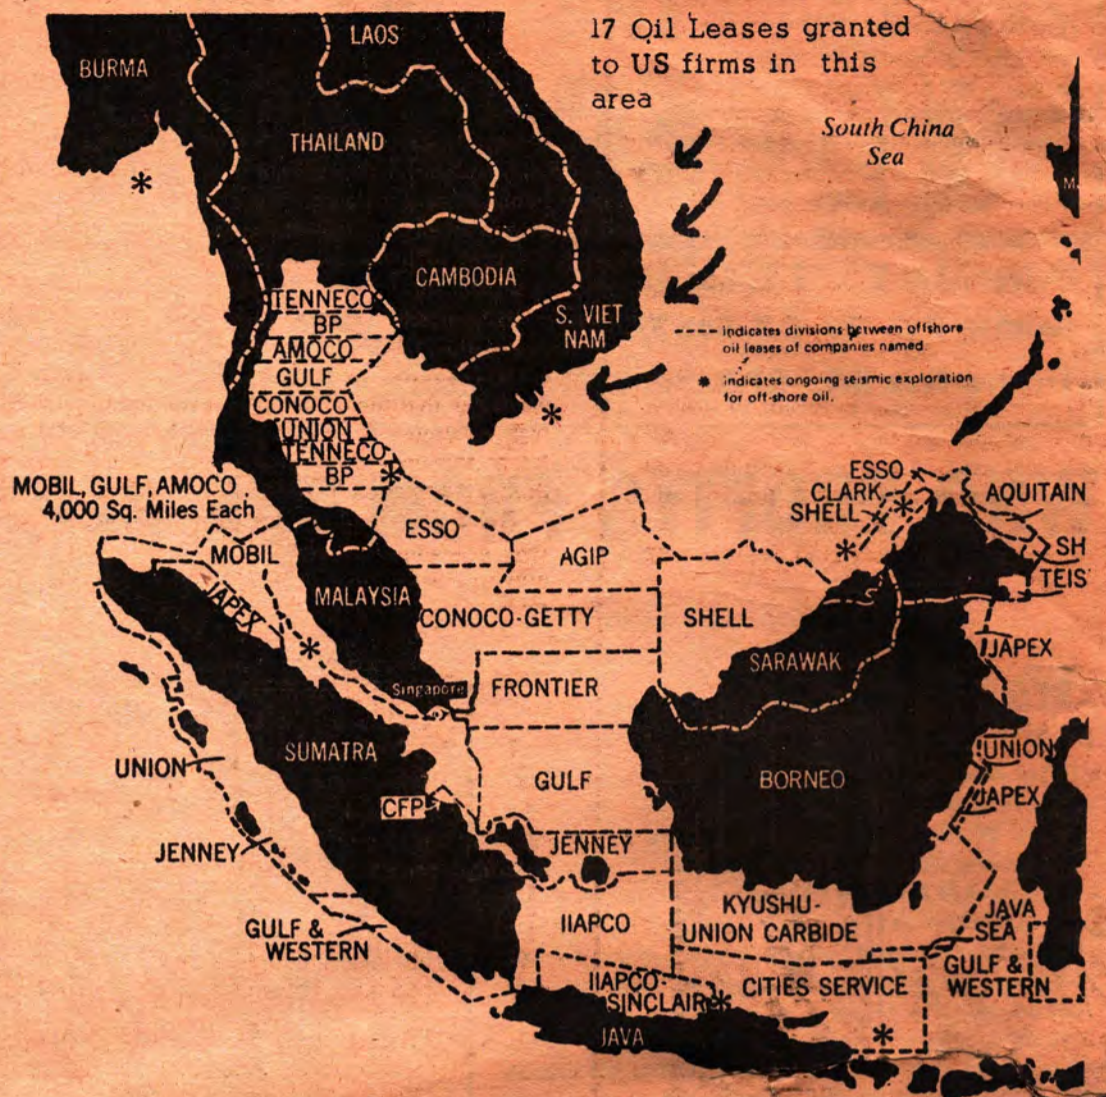 17 Oil Leases granted
to US firms in this
area
South China
Sea
BURMA
LAOS
THAILAND
M
CAMBODIA
S. VIET
NAM
---- indicates divisions between offshore
oil leases of companies named.
* indicates ongoing seismic exploration
for off-shore oil.
TENNECO
BP
AMOCO
GULF
CONOCO
UNION
TENNECO
BP
MOBIL, GULF, AMOCO,
4,000 Sq. Miles Each
ESSO
CLARK
SHELL
AQUITAIN
SH
TEIS
MOBIL
ESSO
AGIP
JAPEX
MALAYSIA
CONOCO-GETTY
SHELL
JAPEX
SARAWAK
Singapore
FRONTIER
UNION
SUMATRA
GULF
BORNEO
UNION
JAPEX
CFP
JENNEY
JENNEY
GULF &
WESTERN
IIAPCO
KYUSHU-
UNION CARBIDE
JAVA
SEA
GULF &
WESTERN
IIAPCO-
SINCLAIR
CITIES SERVICE
JAVA